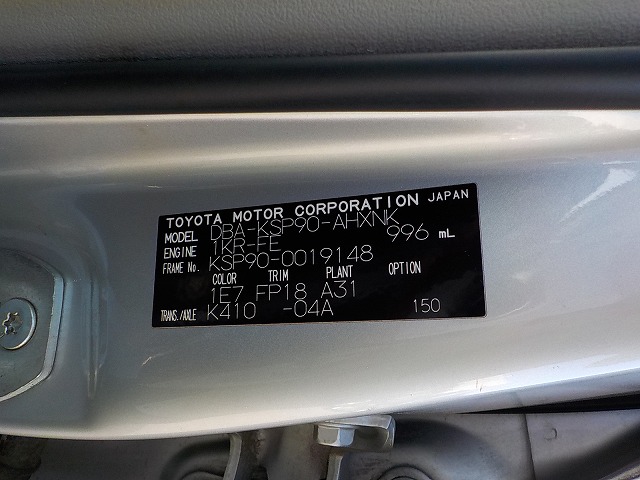 TOYOTA MOTOR CORPORATION JAPAN
MODEL DBA-KSP90-AHXNK
ENGINE 1KR-FE 996 mL
FRAME No. KSP90-0019148
COLOR TRIM PLANT OPTION
1E7 FP18 A31
TRANS./AXLE K410 -04A 150